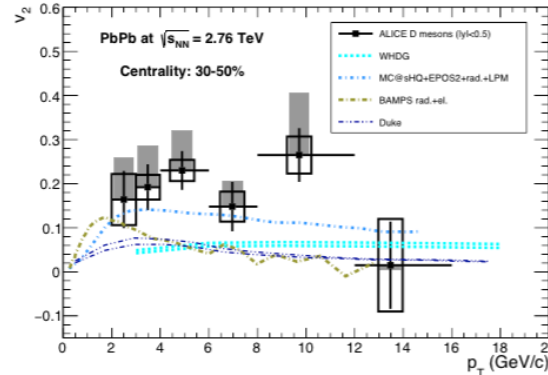 v2
0.6
0.5
0.4
0.3
0.2
0.1
0
−0.1
PbPb at √sNN = 2.76 TeV
Centrality: 30-50%
ALICE D mesons (lyl<0.5)
WHDG
MC@sHQ+EPOS2+rad.+LPM
BAMPS rad.+el.
Duke
0 2 4 6 8 10 12 14 16 18 2
pT (GeV/c)